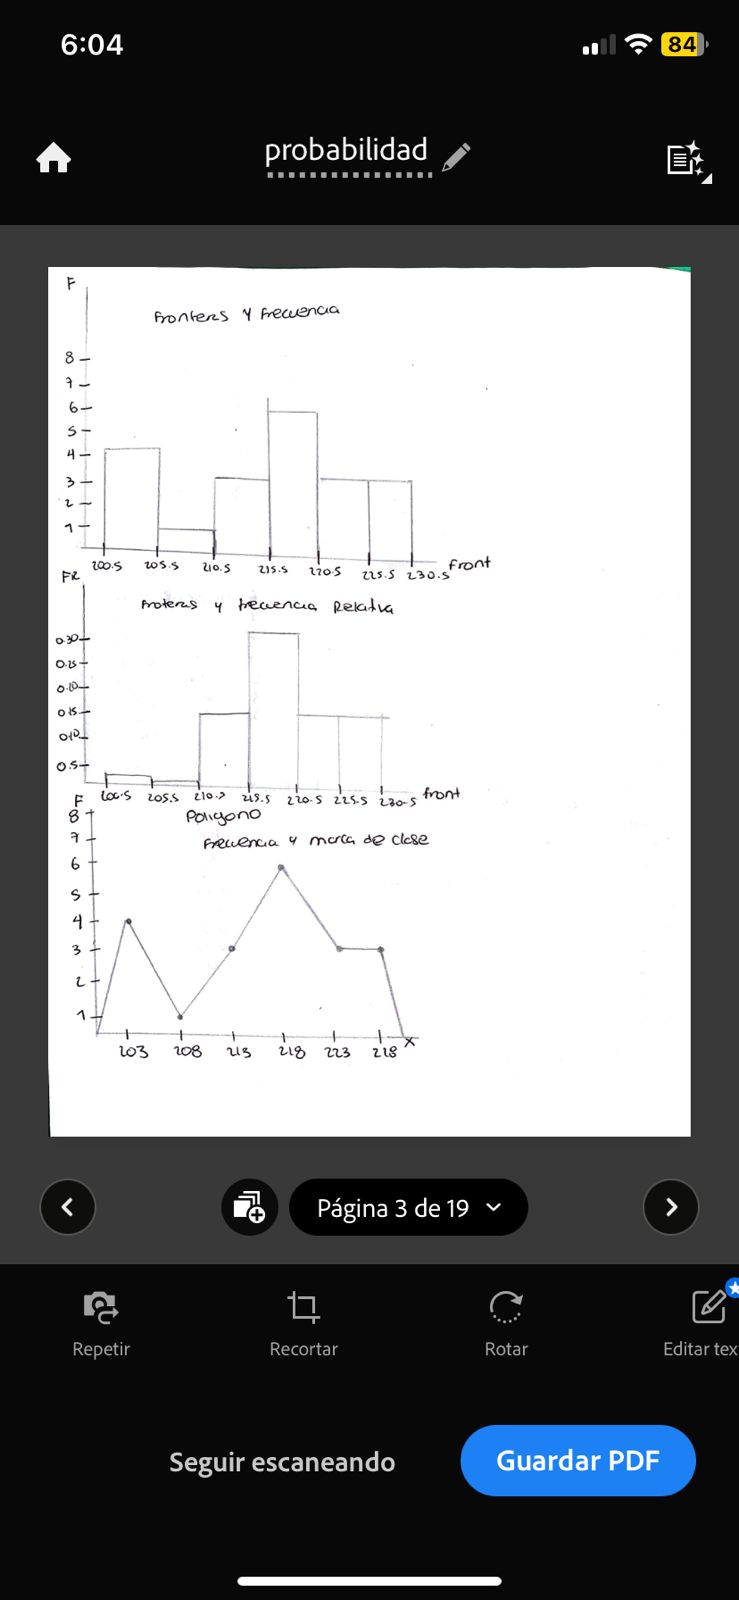 6:04
84
probabilidad
F
Fronteras y frecuencia
8
7
6
5
4
3
2
1
200.5 205.5 210.5 215.5 220.5 225.5 230.5 front
FR
Froteras y frecuencia Relativa
0.30
0.25
0.20
0.15
0.10
0.5
200.5 205.5 210.5 215.5 220.5 225.5 230.5 front
F
Poligono
Frecuencia y marca de clase
8
7
6
5
4
3
2
1
203 208 213 218 223 218 X
Página 3 de 19
Repetir Recortar Rotar Editar tex
Seguir escaneando Guardar PDF